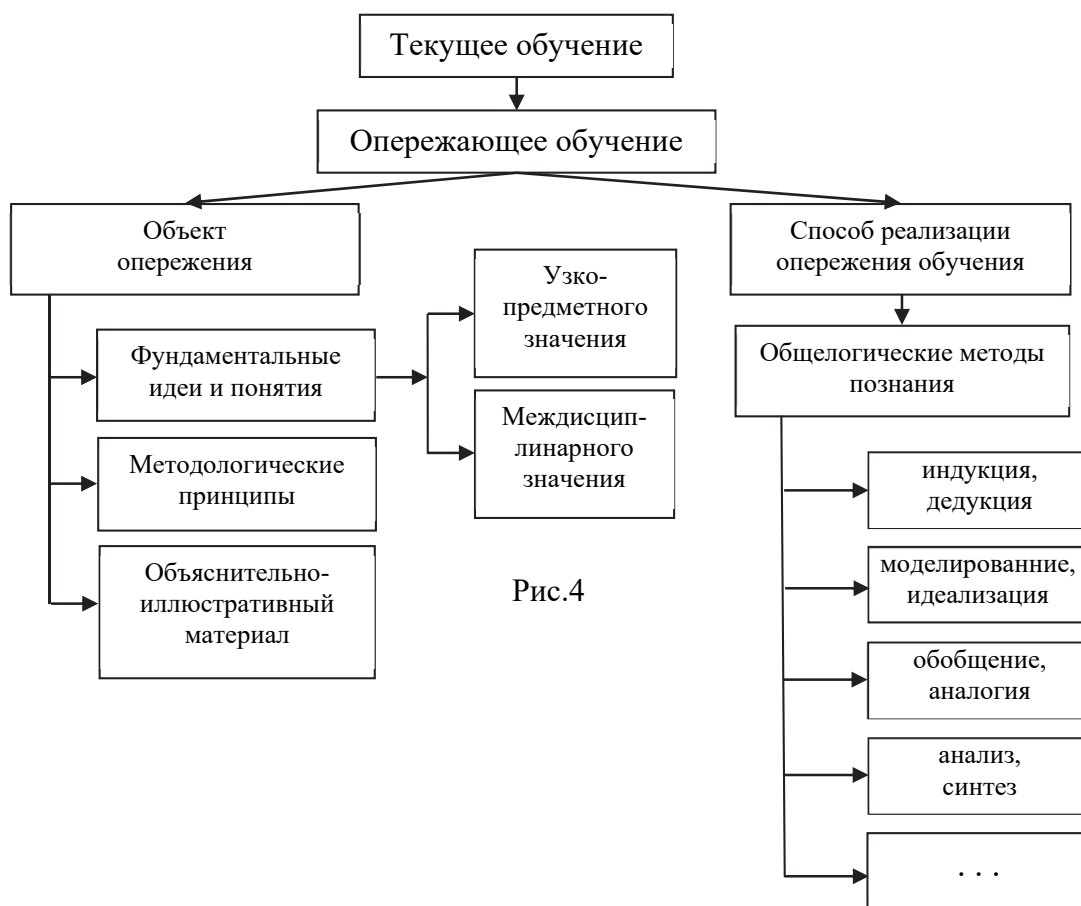 Текущее обучение
Опережающее обучение
Объект
опережения
Способ реализации
опережения обучения
Узко-
предметного
значения
Фундаментальные
идеи и понятия
Общелогические методы
познания
Междисцип-
линарного
значения
Методологические
принципы
индукция,
дедукция
Объяснительно-
иллюстративный
материал
Рис.4
моделированние,
идеализация
обобщение,
аналогия
анализ,
синтез
. . .